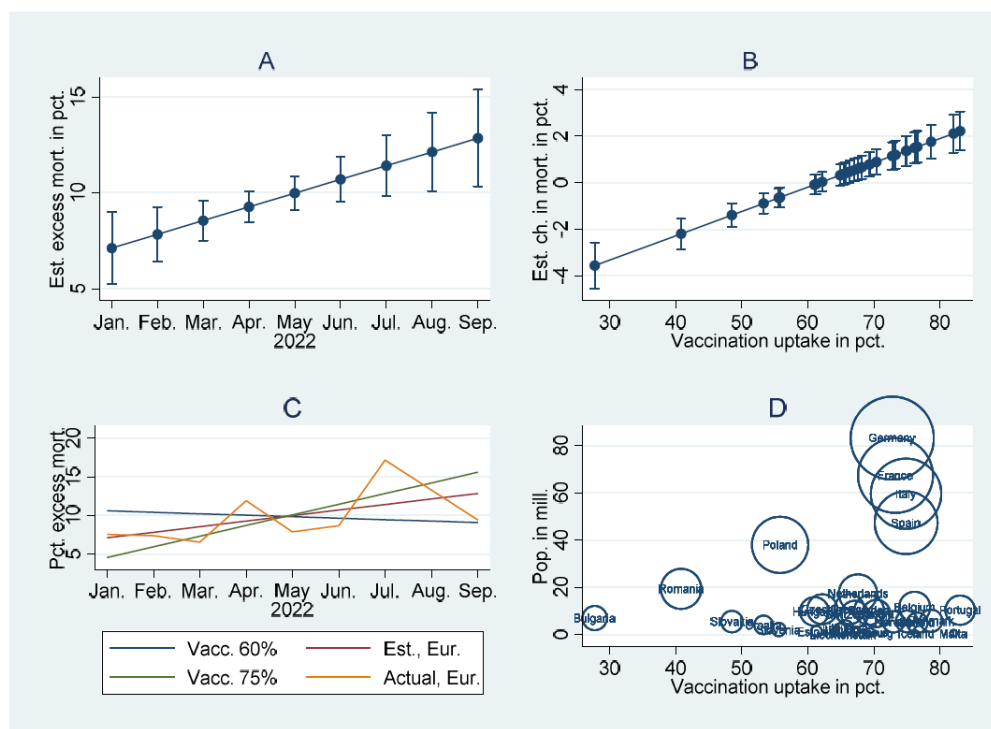 A
Est. excess mort. in pct.
15
10
5
Jan. Feb. Mar. Apr. May Jun. Jul. Aug. Sep.
2022
B
Est. ch. in mort. in pct.
4
2
0
-2
-4
30 40 50 60 70 80
Vaccination uptake in pct.
C
Pct. excess mort.
20
15
10
5
Jan. Feb. Mar. Apr. May Jun. Jul. Aug. Sep.
2022
Vacc. 60% Est., Eur.
Vacc. 75% Actual, Eur.
D
Pop. in mill.
80
60
40
20
0
Germany
France
Italy
Spain
Poland
Romania
Netherlands
Belgium Portugal
Bulgaria
Slovakia
Iceland Malta
30 40 50 60 70 80
Vaccination uptake in pct.